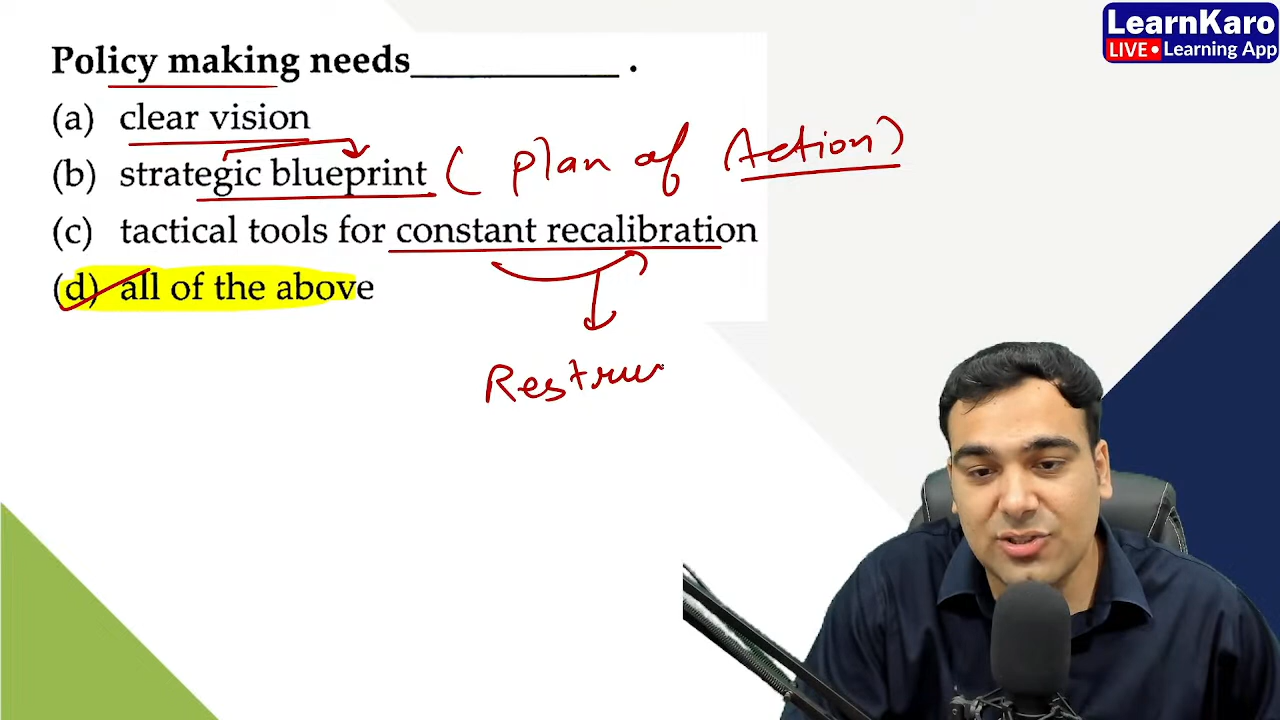 LearnKaro
LIVE • Learning App
Policy making needs____________ .
(a) clear vision
(b) strategic blueprint ( plan of Action)
(c) tactical tools for constant recalibration
(d) all of the above
Restru